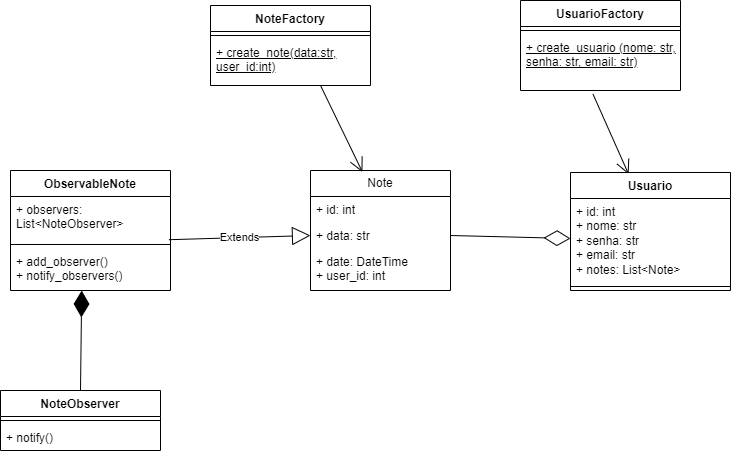 NoteFactory
+ create_note(data:str,
user_id:int)
UsuarioFactory
+ create_usuario (nome: str,
senha: str, email: str)
ObservableNote
+ observers:
List<NoteObserver>
+ add_observer()
+ notify_observers()
Extends
Note
+ id: int
+ data: str
+ date: DateTime
+ user_id: int
Usuario
+ id: int
+ nome: str
+ senha: str
+ email: str
+ notes: List<Note>
NoteObserver
+ notify()